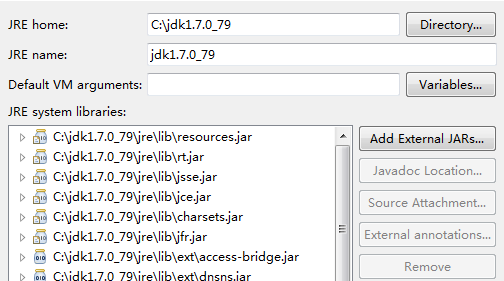 JRE home: C:\jdk1.7.0_79 Directory...
JRE name: jdk1.7.0_79
Default VM arguments: Variables...
JRE system libraries:
C:\jdk1.7.0_79\jre\lib\resources.jar Add External JARs...
C:\jdk1.7.0_79\jre\lib\rt.jar
C:\jdk1.7.0_79\jre\lib\jsse.jar Javadoc Location...
C:\jdk1.7.0_79\jre\lib\jce.jar Source Attachment...
C:\jdk1.7.0_79\jre\lib\charsets.jar
C:\jdk1.7.0_79\jre\lib\jfr.jar External annotations...
C:\jdk1.7.0_79\jre\lib\ext\access-bridge.jar Remove
C:\jdk1.7.0_79\jre\lib\ext\dnsns.jar